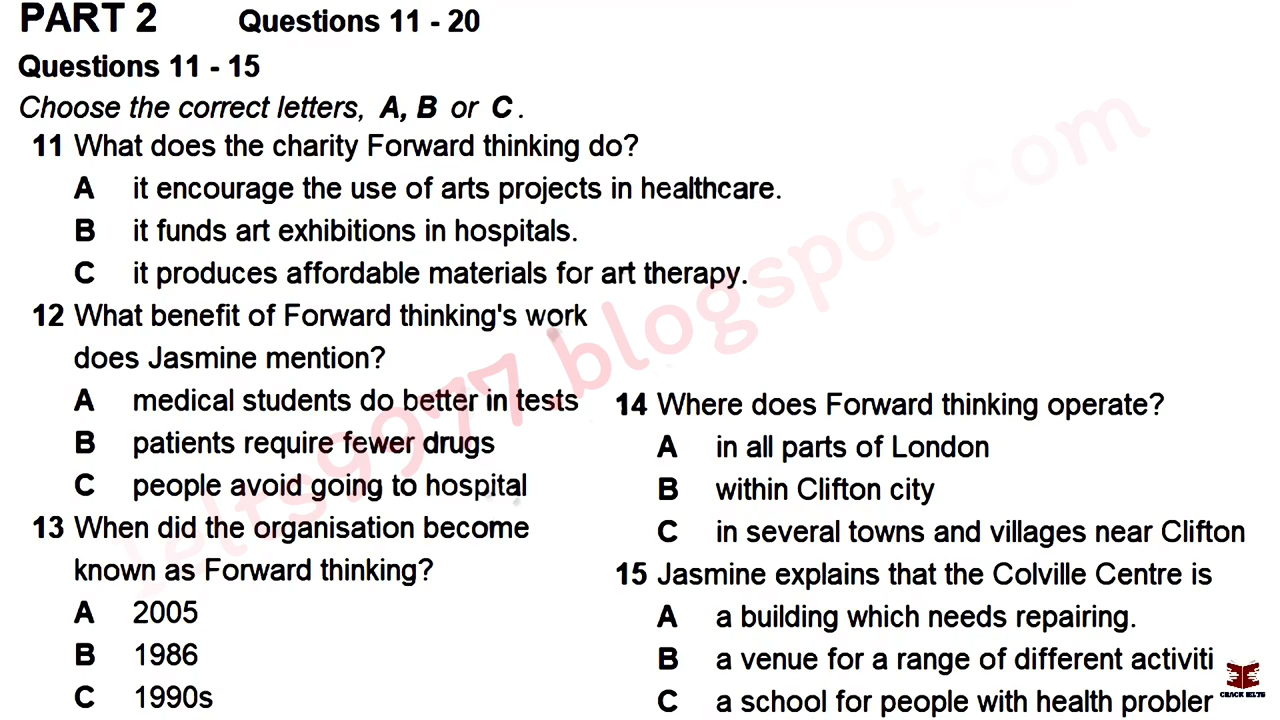 PART 2 Questions 11 - 20
Questions 11 - 15
Choose the correct letters, A, B or C.
11 What does the charity Forward thinking do?
A it encourage the use of arts projects in healthcare.
B it funds art exhibitions in hospitals.
C it produces affordable materials for art therapy.
12 What benefit of Forward thinking's work
does Jasmine mention?
A medical students do better in tests
B patients require fewer drugs
C people avoid going to hospital
13 When did the organisation become
known as Forward thinking?
A 2005
B 1986
C 1990s
14 Where does Forward thinking operate?
A in all parts of London
B within Clifton city
C in several towns and villages near Clifton
15 Jasmine explains that the Colville Centre is
A a building which needs repairing.
B a venue for a range of different activiti
C a school for people with health probler
ielts9977.blogspot.com
CRACK IELTS